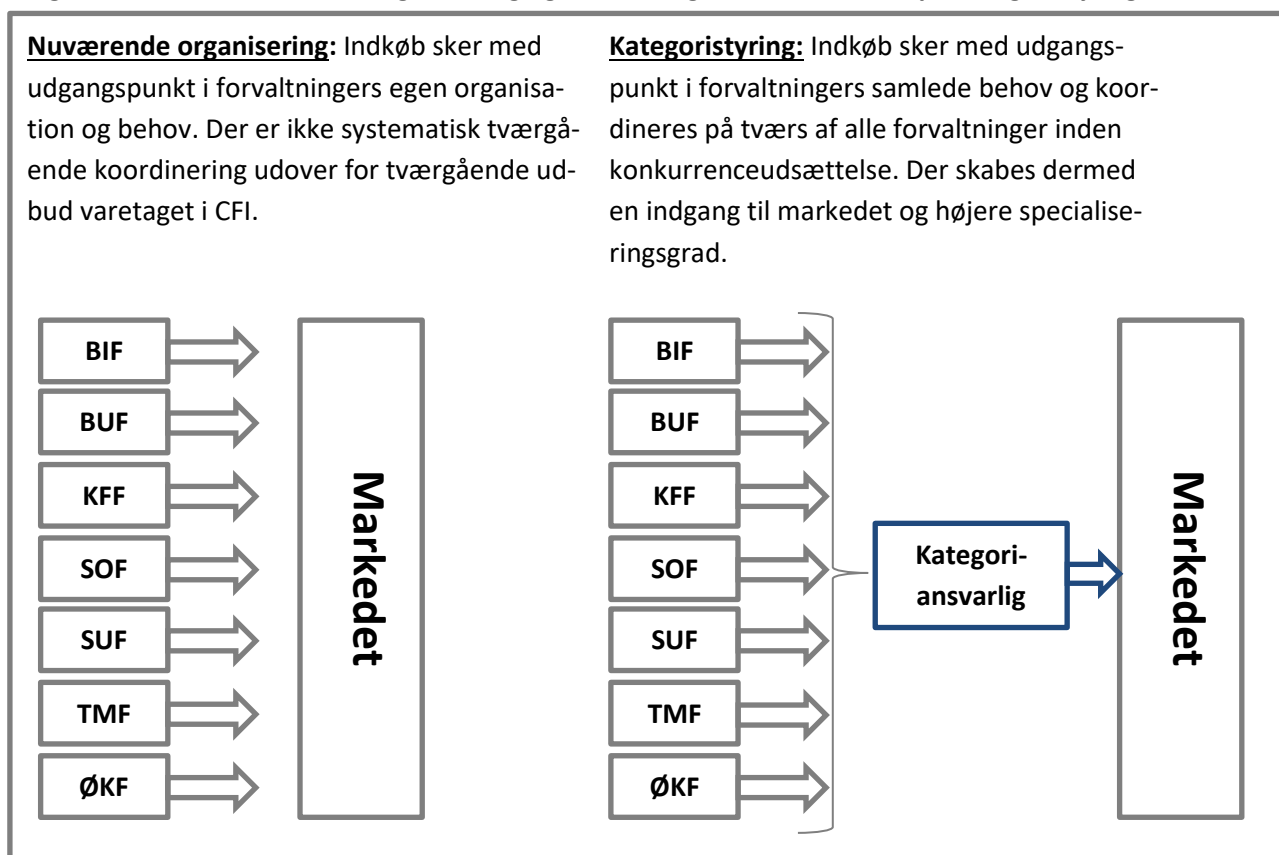 Nuværende organisering: Indkøb sker med
udgangspunkt i forvaltningers egen organisa-
tion og behov. Der er ikke systematisk tværgå-
ende koordinering udover for tværgående ud-
bud varetaget i CFI.
Kategoristyring: Indkøb sker med udgangs-
punkt i forvaltningers samlede behov og koor-
dineres på tværs af alle forvaltninger inden
konkurrenceudsættelse. Der skabes dermed
en indgang til markedet og højere specialise-
ringsgrad.
BIF
BUF
KFF
SOF
SUF
TMF
ØKF
Markedet
BIF
BUF
KFF
SOF
SUF
TMF
ØKF
Kategori-
ansvarlig
Markedet